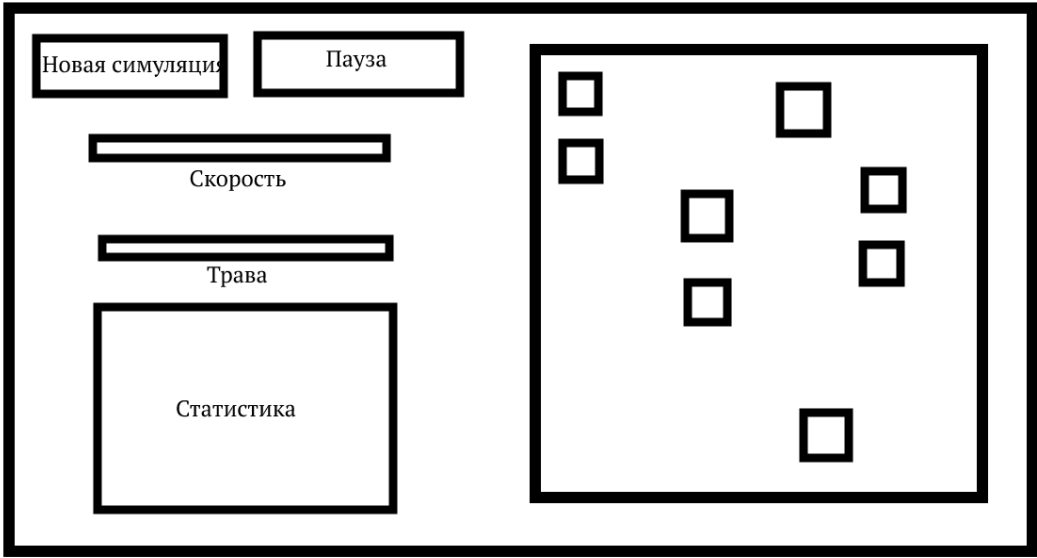 Новая симуляция
Пауза
Скорость
Трава
Статистика